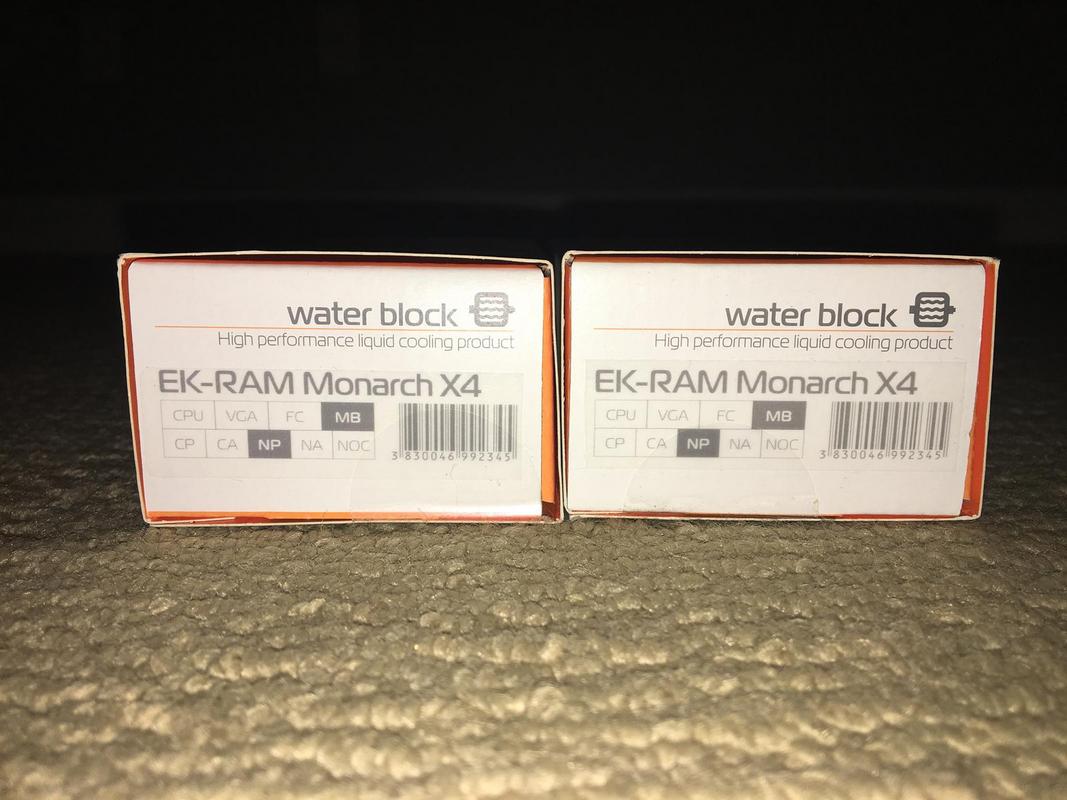 water block
High performance liquid cooling product
EK-RAM Monarch X4
CPU VGA FC MB
CP CA NP NA NOC
3 830046 992345
water block
High performance liquid cooling product
EK-RAM Monarch X4
CPU VGA FC MB
CP CA NP NA NOC
3 830046 992345